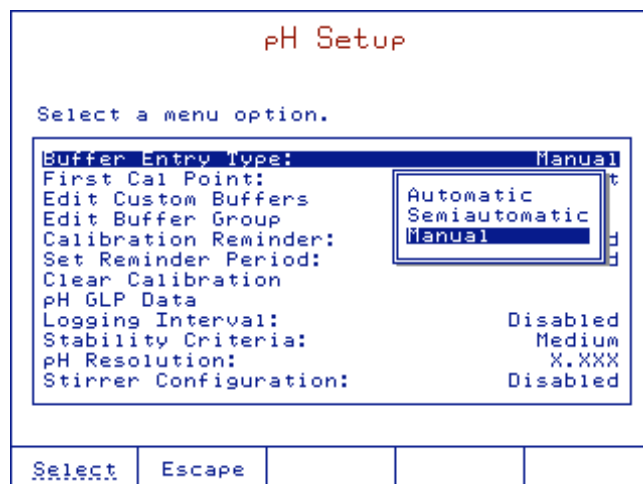 pH Setup
Select a menu option.
Buffer Entry Type: Manual
First Cal Point: t
Edit Custom Buffers
Automatic
Edit Buffer Group
Semiautomatic
Calibration Reminder: d
Manual
Set Reminder Period: d
Clear Calibration
pH GLP Data
Logging Interval: Disabled
Stability Criteria: Medium
pH Resolution: X.XXX
Stirrer Configuration: Disabled
Select Escape